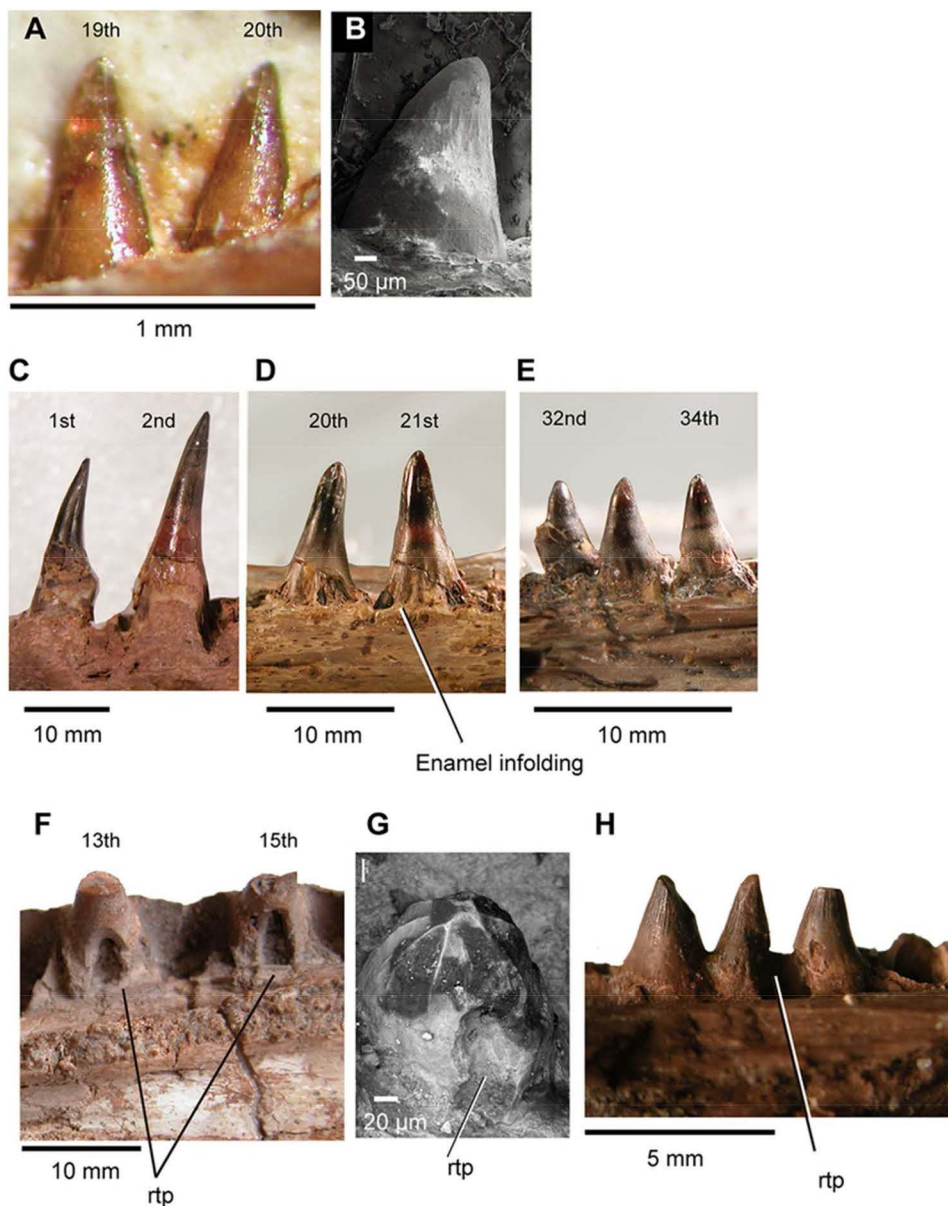 A
19th
20th
B
50 µm
1 mm
C
1st
2nd
D
20th
21st
E
32nd
34th
10 mm
10 mm
10 mm
Enamel infolding
F
13th
15th
G
H
20 µm
10 mm
rtp
rtp
5 mm
rtp